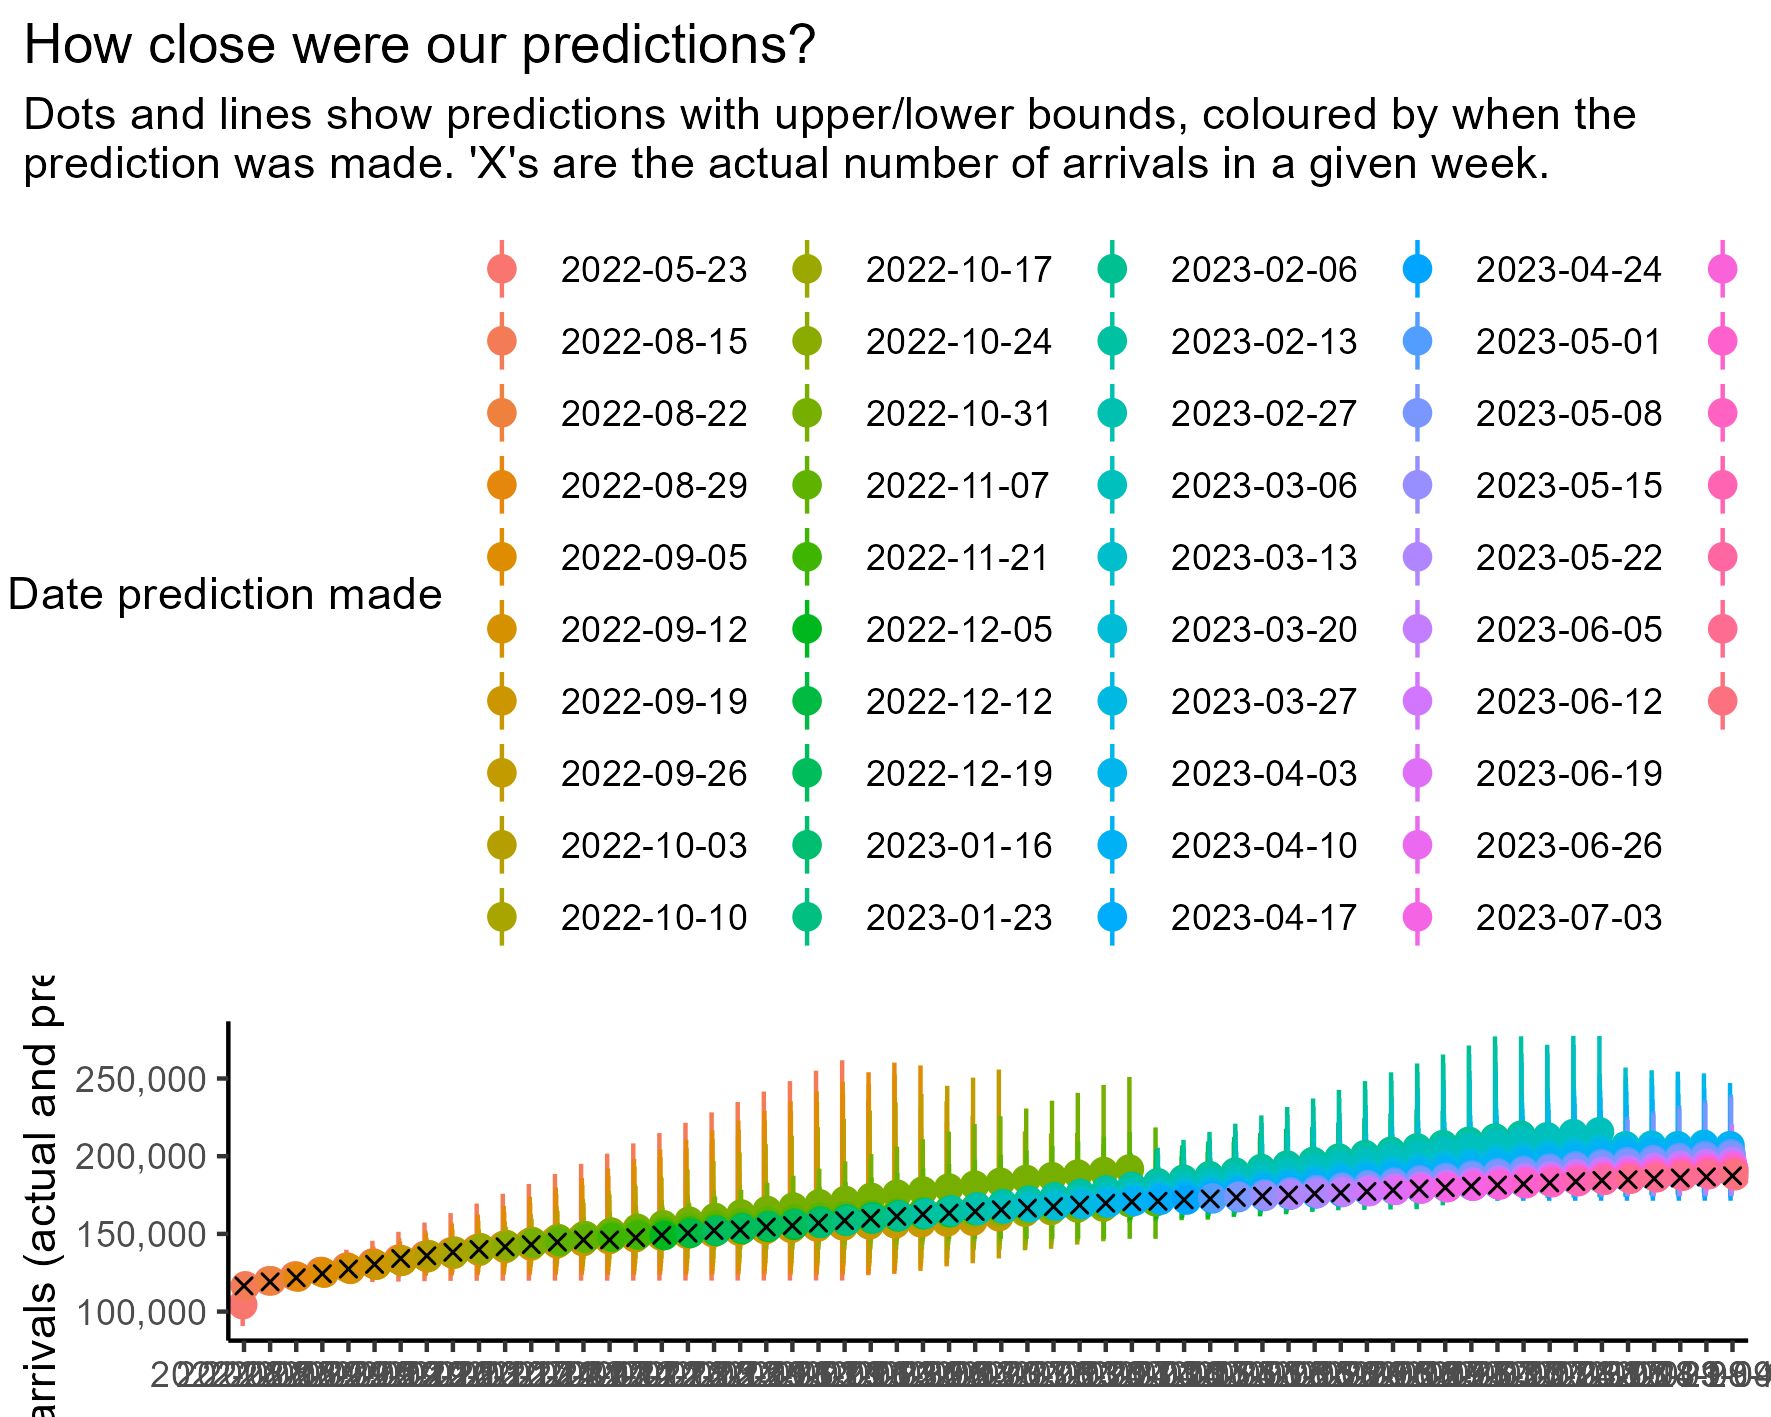 How close were our predictions?
Dots and lines show predictions with upper/lower bounds, coloured by when the
prediction was made. 'X's are the actual number of arrivals in a given week.
Date prediction made
2022-05-23 2022-10-17 2023-02-06 2023-04-24
2022-08-15 2022-10-24 2023-02-13 2023-05-01
2022-08-22 2022-10-31 2023-02-27 2023-05-08
2022-08-29 2022-11-07 2023-03-06 2023-05-15
2022-09-05 2022-11-21 2023-03-13 2023-05-22
2022-09-12 2022-12-05 2023-03-20 2023-06-05
2022-09-19 2022-12-12 2023-03-27 2023-06-12
2022-09-26 2022-12-19 2023-04-03 2023-06-19
2022-10-03 2023-01-16 2023-04-10 2023-06-26
2022-10-10 2023-01-23 2023-04-17 2023-07-03
arrivals (actual and pre
250,000
200,000
150,000
100,000